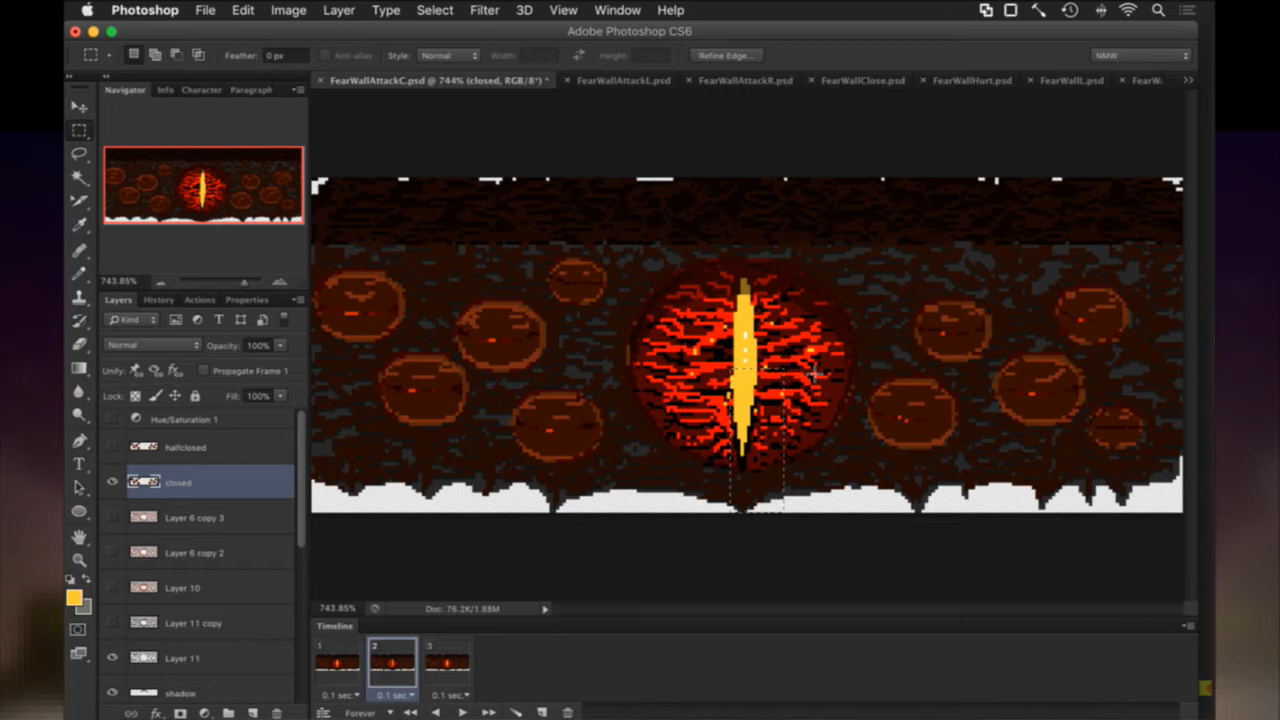 Photoshop File Edit Image Layer Type Select Filter 3D View Window Help
Adobe Photoshop CS6
Feather: 0 px Anti-alias Style: Normal Width: Height: Refine Edge... NMW
Navigator Info Character Paragraph
× FearWallAttackC.psd @ 744% (closed, RGB/8*) * × FearWallAttackL.psd × FearWallAttackR.psd × FearWallClose.psd × FearWallHurt.psd × FearWallL.psd × FearW
743.85%
Layers History Actions Properties
Kind
Normal Opacity: 100%
Unify: Propagate Frame 1
Lock: Fill: 100%
Hue/Saturation 1
halfclosed
closed
Layer 6 copy 3
Layer 6 copy 2
Layer 10
Layer 11 copy
Layer 11
shadow
743.85% Doc: 76.2K/1.88M
Timeline
1 2 3
0.1 sec. 0.1 sec. 0.1 sec.
Forever